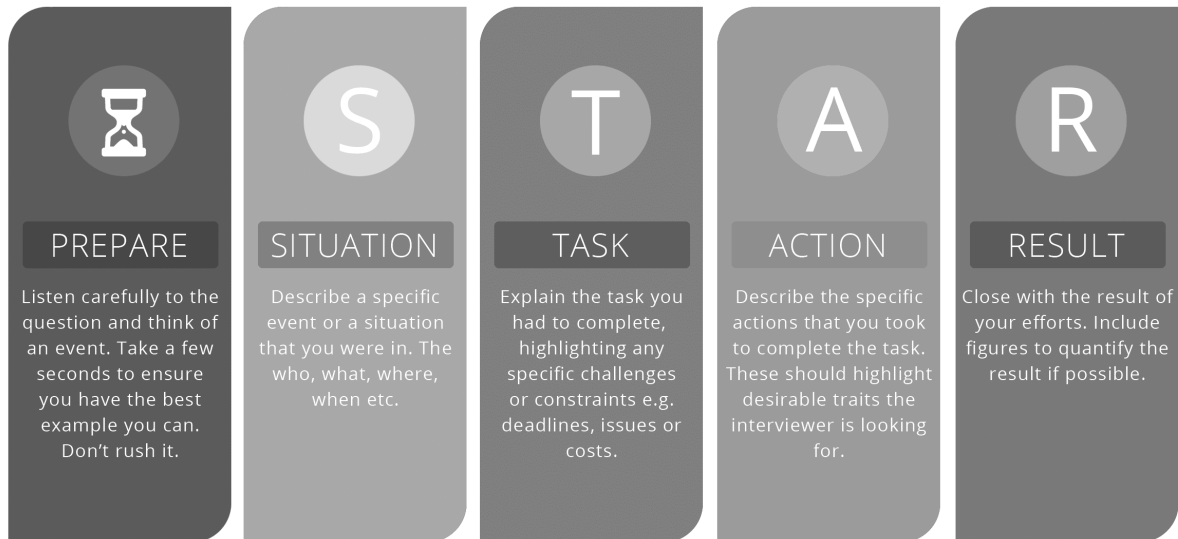 PREPARE
Listen carefully to the
question and think of
an event. Take a few
seconds to ensure
you have the best
example you can.
Don’t rush it.
S
SITUATION
Describe a specific
event or a situation
that you were in. The
who, what, where,
when etc.
T
TASK
Explain the task you
had to complete,
highlighting any
specific challenges
or constraints e.g.
deadlines, issues or
costs.
A
ACTION
Describe the specific
actions that you took
to complete the task.
These should highlight
desirable traits the
interviewer is looking
for.
R
RESULT
Close with the result of
your efforts. Include
figures to quantify the
result if possible.